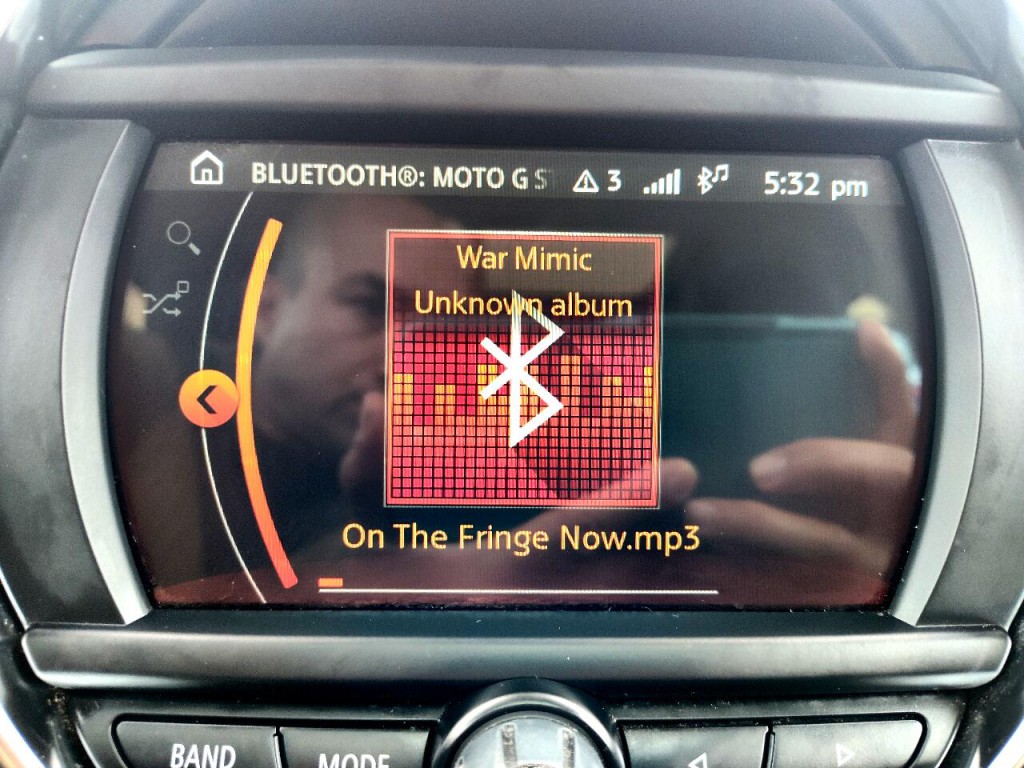 BLUETOOTH®: MOTO G S 3 5:32 pm
War Mimic
Unknown album
On The Fringe Now.mp3
BAND MODE